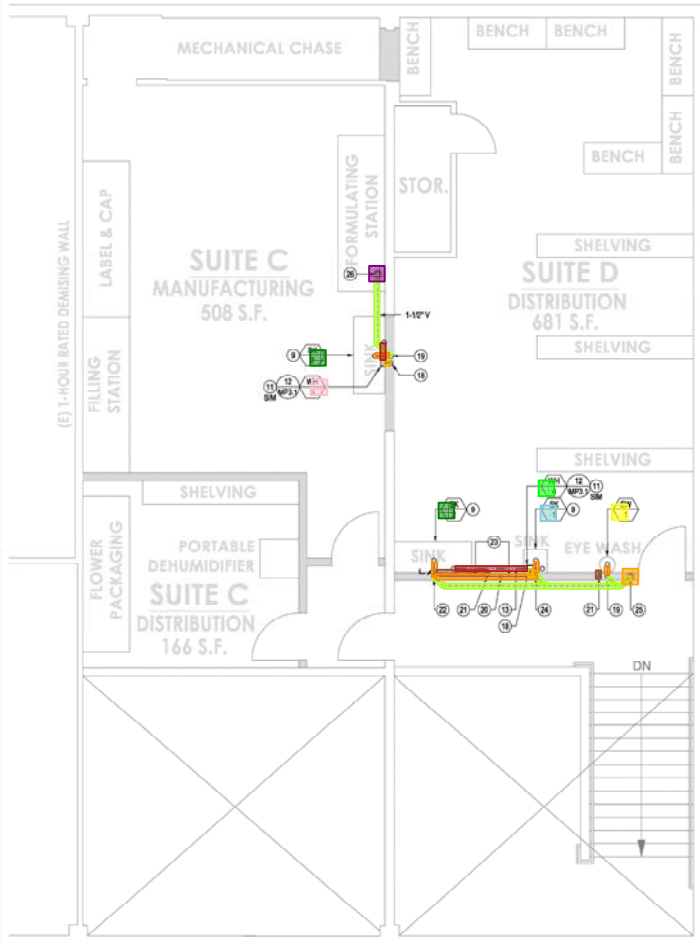 MECHANICAL CHASE
BENCH
BENCH
BENCH
BENCH
BENCH
BENCH
STOR.
FORMULATING
STATION
LABEL & CAP
(E) 1-HOUR RATED DEMISING WALL
SUITE C
MANUFACTURING
508 S.F.
SHELVING
SUITE D
DISTRIBUTION
681 S.F.
26
1-1/2" V
9
SINK
19
18
11
SIM
12
MP3.1
SHELVING
FILLING
STATION
SHELVING
SHELVING
WH
12
MP3.1
11
SIM
9
9
23
SINK
SINK
EYE WASH
FLOWER
PACKAGING
PORTABLE
DEHUMIDIFIER
SUITE C
DISTRIBUTION
166 S.F.
22
21
20
13
18
24
21
19
25
DN